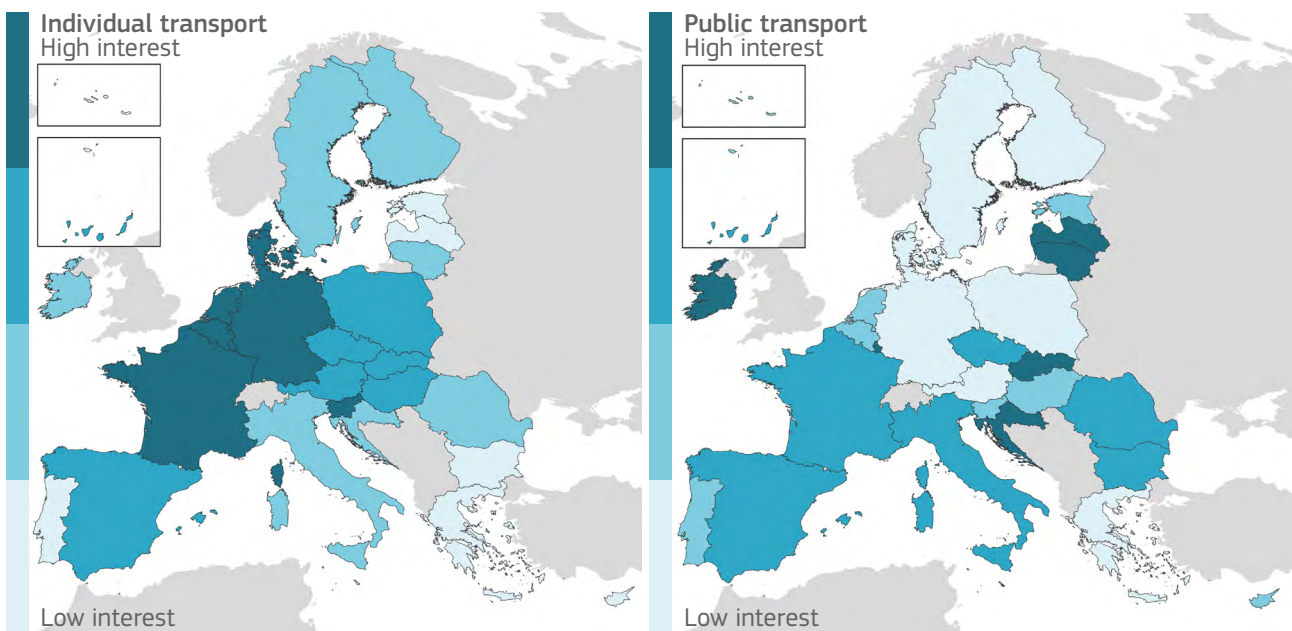 Individual transport
High interest
Low interest
Public transport
High interest
Low interest